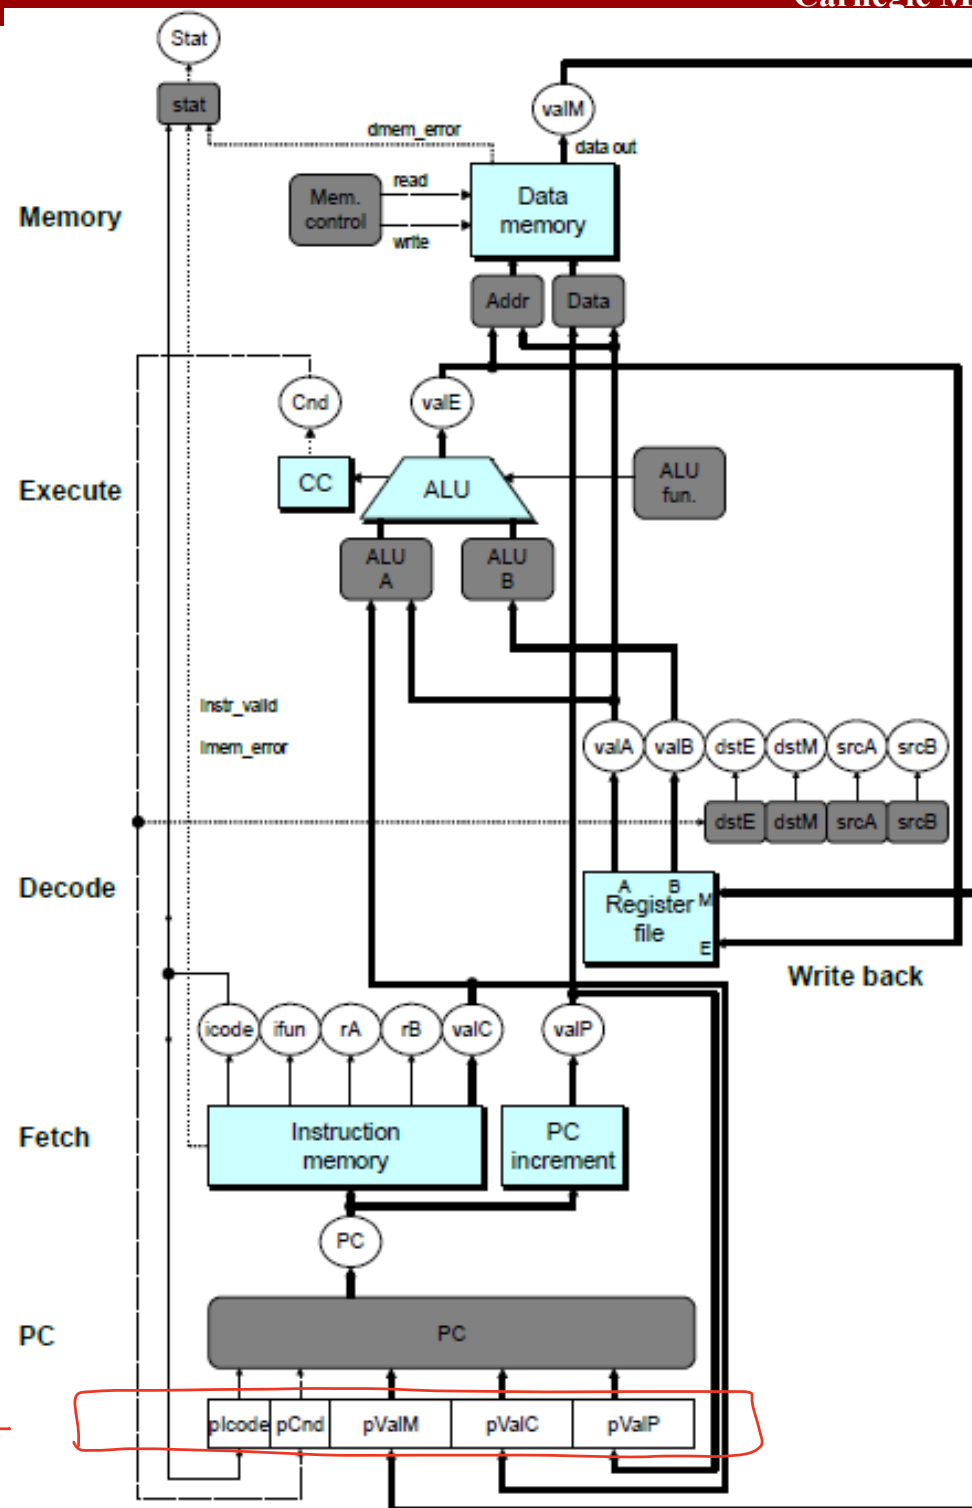 Stat
stat
valM
dmem_error
data out
Memory
Mem.
control
read
write
Data
memory
Addr
Data
Cnd
valE
Execute
CC
ALU
ALU
fun.
ALU
A
ALU
B
Instr_valid
Imem_error
valA
valB
dstE
dstM
srcA
srcB
dstE
dstM
srcA
srcB
Decode
A
B
M
Register
file
E
Write back
icode
ifun
rA
rB
valC
valP
Fetch
Instruction
memory
PC
increment
PC
PC
PC
pIcode
pCnd
pValM
pValC
pValP